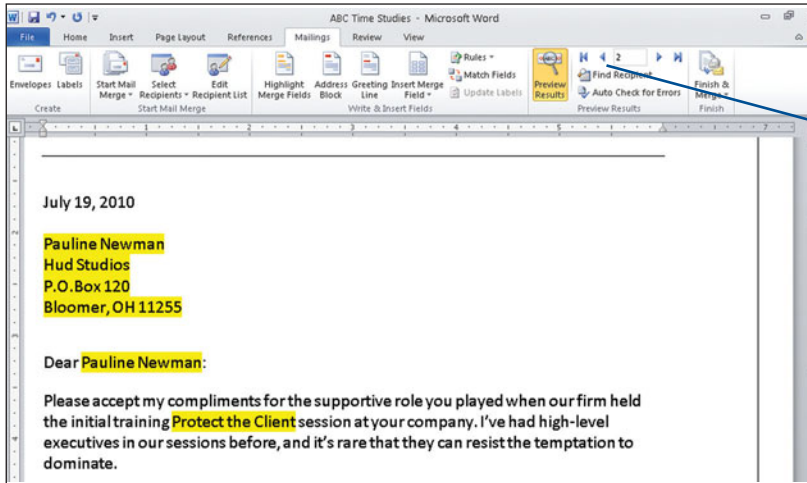 ABC Time Studies - Microsoft Word
File Home Insert Page Layout References Mailings Review View
Envelopes Labels Start Mail Merge Select Recipients Edit Recipient List Highlight Merge Fields Address Block Greeting Line Insert Merge Field Rules Match Fields Update Labels Preview Results 2 Find Recipient Auto Check for Errors Finish & Merge
Create Start Mail Merge Write & Insert Fields Preview Results Finish
1 2 3 4 5 7
July 19, 2010
Pauline Newman
Hud Studios
P.O.Box 120
Bloomer, OH 11255
Dear Pauline Newman:
Please accept my compliments for the supportive role you played when our firm held
the initial training Protect the Client session at your company. I've had high-level
executives in our sessions before, and it's rare that they can resist the temptation to
dominate.